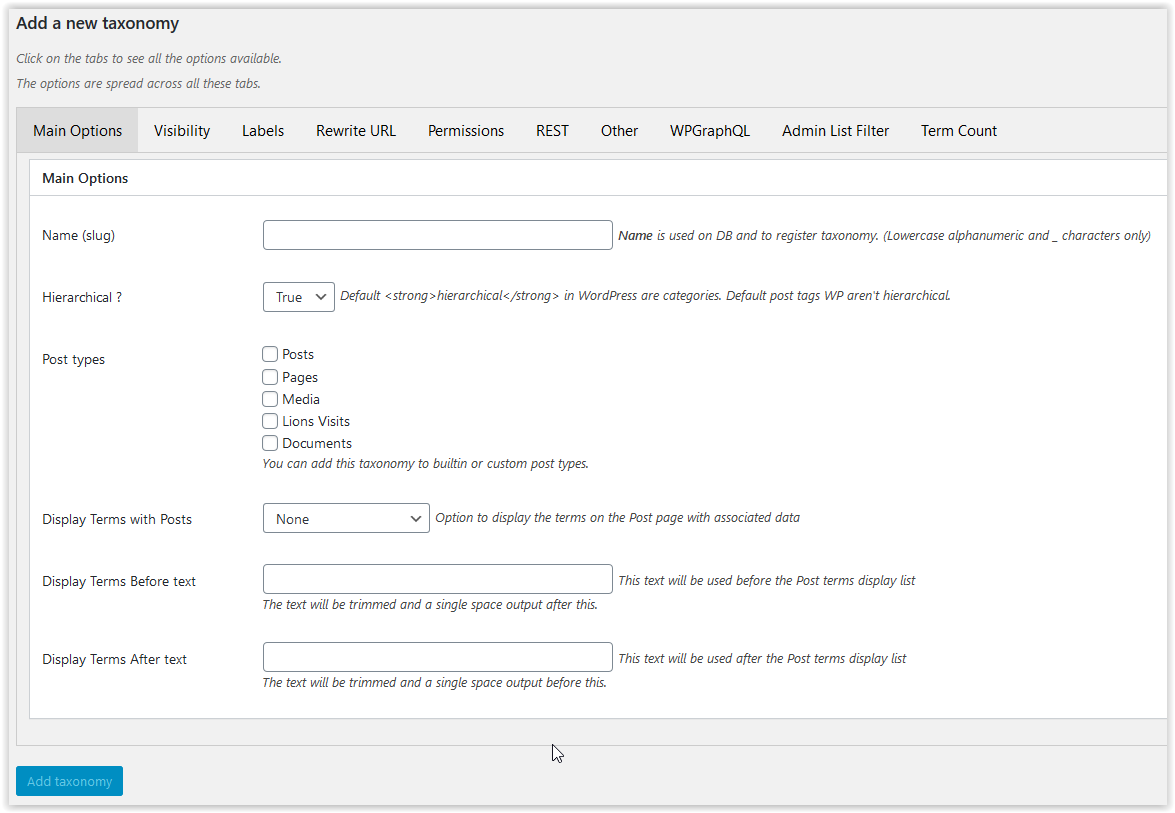 Add a new taxonomy
Click on the tabs to see all the options available.
The options are spread across all these tabs.
Main Options Visibility Labels Rewrite URL Permissions REST Other WPGraphQL Admin List Filter Term Count
Main Options
Name (slug) Name is used on DB and to register taxonomy. (Lowercase alphanumeric and _ characters only)
Hierarchical ? True Default <strong>hierarchical</strong> in WordPress are categories. Default post tags WP aren't hierarchical.
Post types
Posts
Pages
Media
Lions Visits
Documents
You can add this taxonomy to builtin or custom post types.
Display Terms with Posts None Option to display the terms on the Post page with associated data
Display Terms Before text This text will be used before the Post terms display list
The text will be trimmed and a single space output after this.
Display Terms After text This text will be used after the Post terms display list
The text will be trimmed and a single space output before this.
Add taxonomy